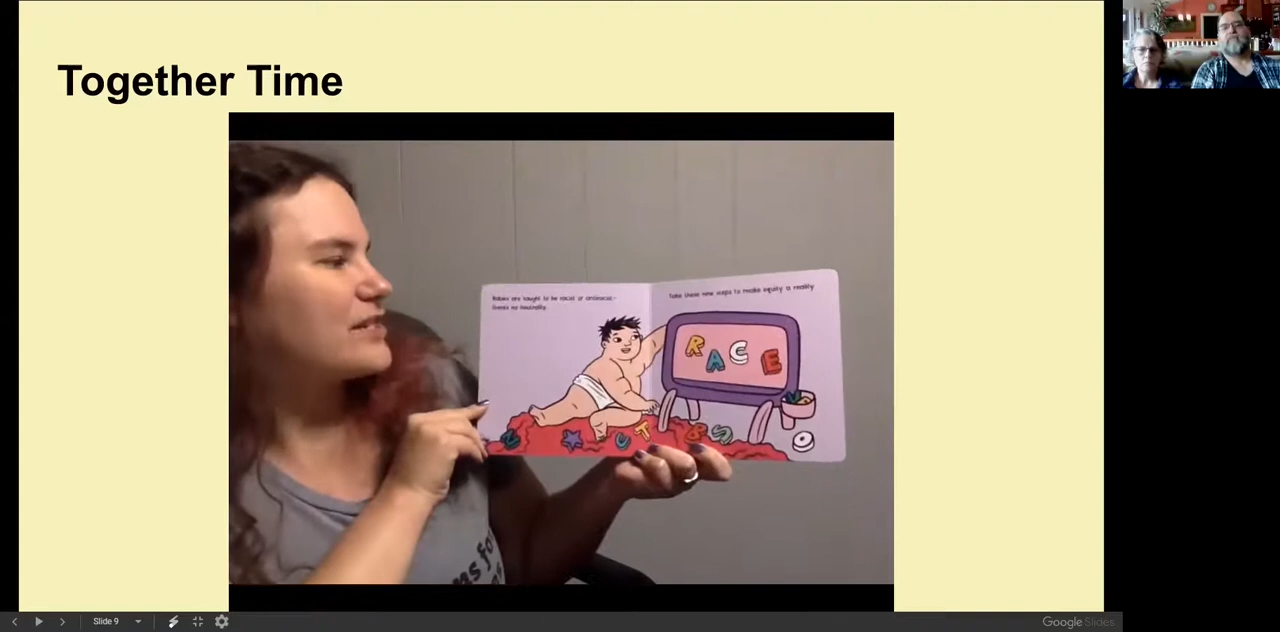 Together Time
Babies are taught to be racist or antiracist–
there's no neutrality.
Take these nine steps to make equity a reality
R A C E
Slide 9
Google Slides